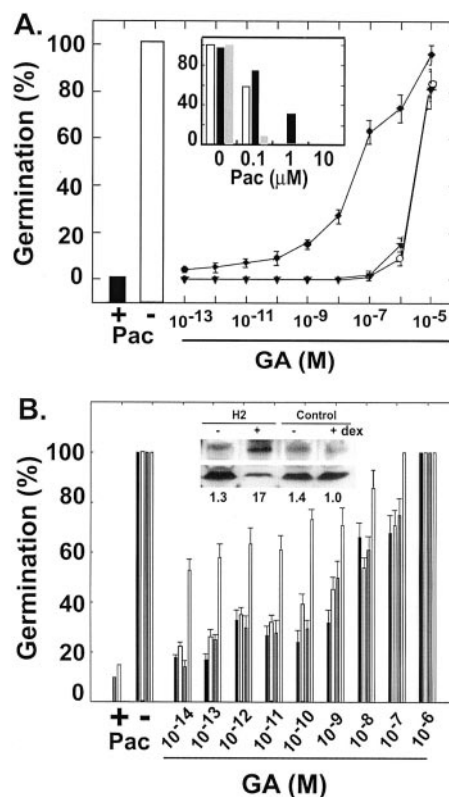 A.
Germination (%)
100
80
60
40
20
0
80
40
0
0 0.1 1 10
Pac (μM)
+ -
Pac
10⁻¹³ 10⁻¹¹ 10⁻⁹ 10⁻⁷ 10⁻⁵
GA (M)
B.
Germination (%)
100
80
60
40
20
0
H2 Control
- + - + dex
1.3 17 1.4 1.0
+ -
Pac
10⁻¹⁴ 10⁻¹³ 10⁻¹² 10⁻¹¹ 10⁻¹⁰ 10⁻⁹ 10⁻⁸ 10⁻⁷ 10⁻⁶
GA (M)